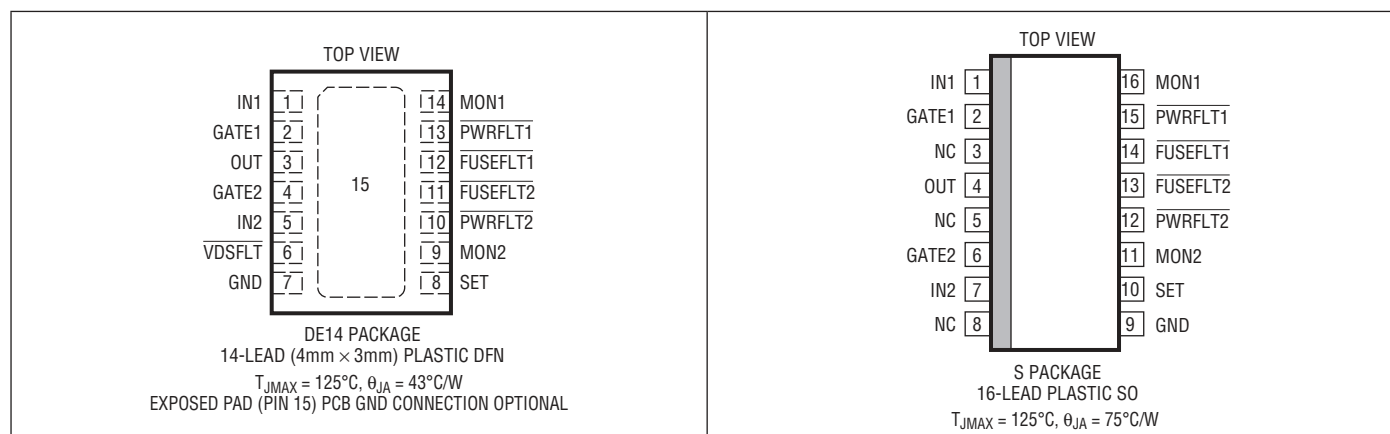 TOP VIEW
IN1 1 14 MON1
GATE1 2 13 PWRFLT1
OUT 3 12 FUSEFLT1
GATE2 4 11 FUSEFLT2
IN2 5 10 PWRFLT2
VDSFLT 6 9 MON2
GND 7 8 SET
15
DE14 PACKAGE
14-LEAD (4mm × 3mm) PLASTIC DFN
TJMAX = 125°C, θJA = 43°C/W
EXPOSED PAD (PIN 15) PCB GND CONNECTION OPTIONAL
TOP VIEW
IN1 1 16 MON1
GATE1 2 15 PWRFLT1
NC 3 14 FUSEFLT1
OUT 4 13 FUSEFLT2
NC 5 12 PWRFLT2
GATE2 6 11 MON2
IN2 7 10 SET
NC 8 9 GND
S PACKAGE
16-LEAD PLASTIC SO
TJMAX = 125°C, θJA = 75°C/W